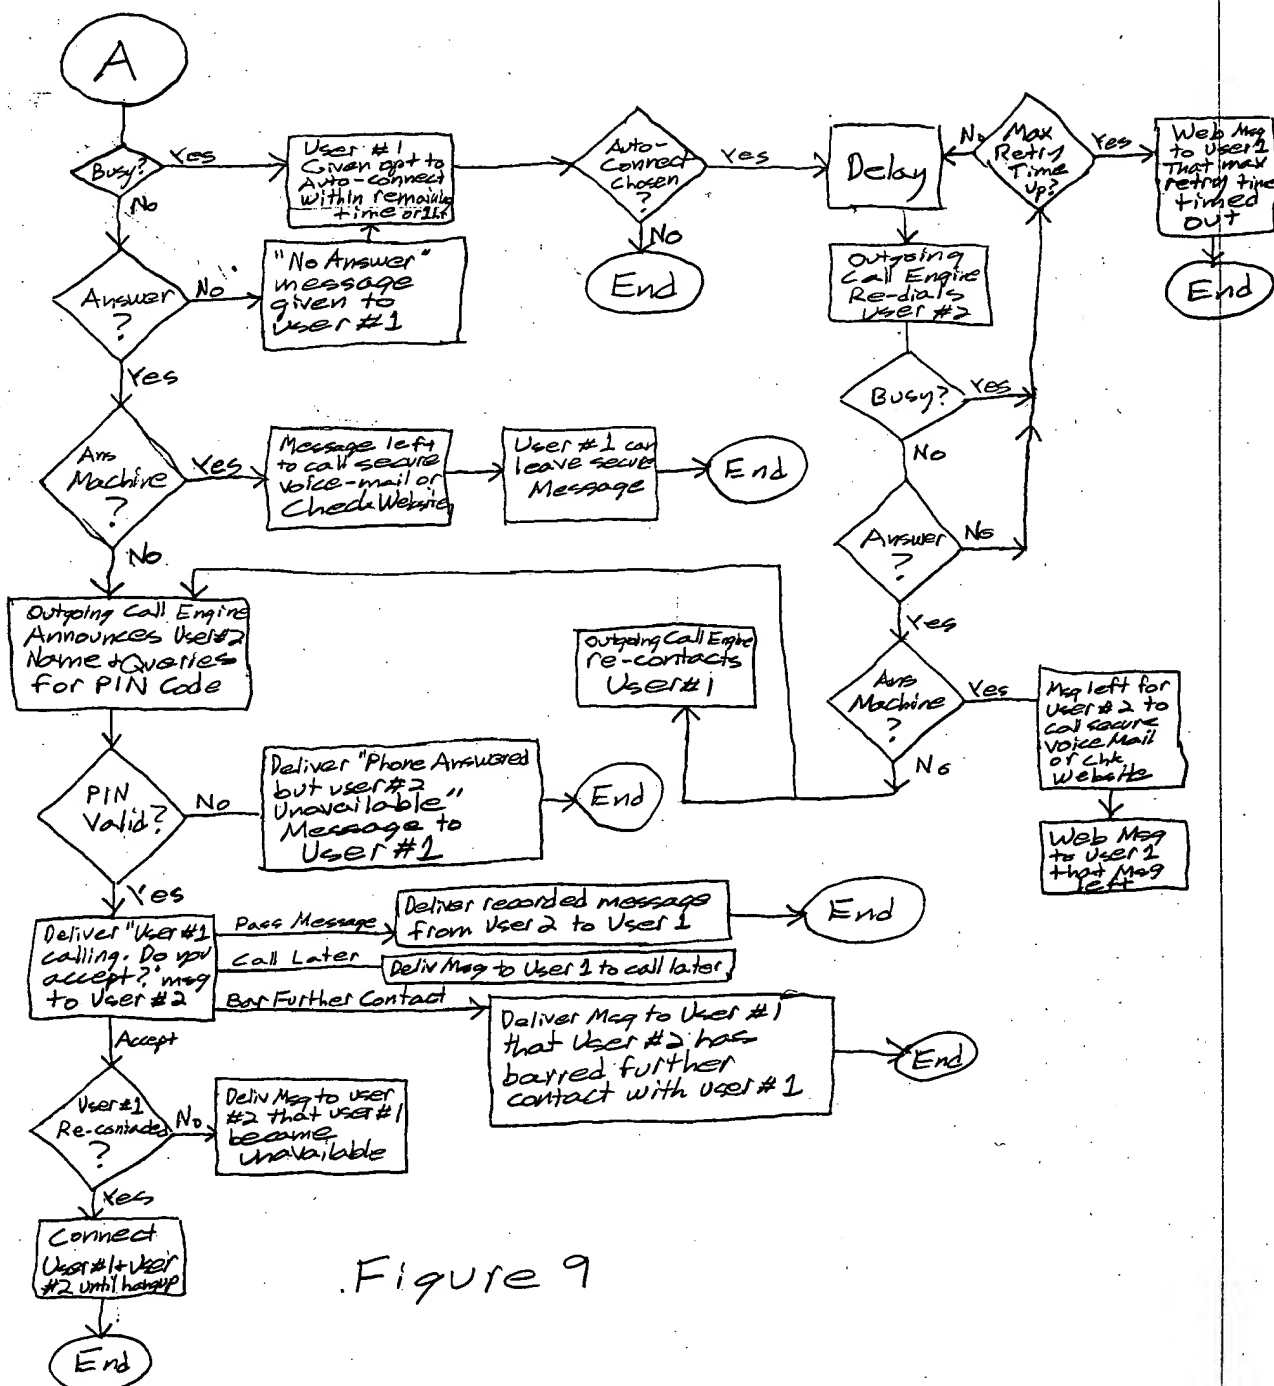 A
Busy?
Yes
No
User #1
Given opt to
Auto-connect
within remaining
time or
Auto-
Connect
Chosen
?
Yes
No
End
Delay
No
Max
Retry
Time
Up?
Yes
Web Msg
to User 1
That max
retry time
timed
out
End
Answer
?
No
Yes
"No Answer"
message
given to
User #1
Outgoing
Call Engine
Re-dials
User #2
Busy?
Yes
No
Answer
?
No
Yes
Ans
Machine
?
Yes
No
Message left
to call secure
voice-mail or
Check Website
User #1 can
leave secure
Message
End
Outgoing Call Engine
Announces User#2
Name + Queries
for PIN Code
Outgoing Call Engine
re-contacts
User #1
Ans
Machine
?
Yes
No
Msg left for
User #2 to
call secure
voice Mail
or Chk
Website
Web Msg
to User 1
that Msg
left
PIN
Valid?
No
Yes
Deliver "Phone Answered
but user #2
Unavailable"
Message to
User #1
End
Deliver "User #1
calling. Do you
accept?" msg
to User #2
Pass Message
Deliver recorded message
from User 2 to User 1
End
Call Later
Deliv Msg to User 1 to call later
Bar Further Contact
Deliver Msg to User #1
that User #2 has
barred further
contact with user #1
End
Accept
User #1
Re-contacted
?
No
Yes
Deliv Msg to user
#2 that user #1
became
unavailable
Connect
User #1 + User
#2 until hangup
End
Figure 9